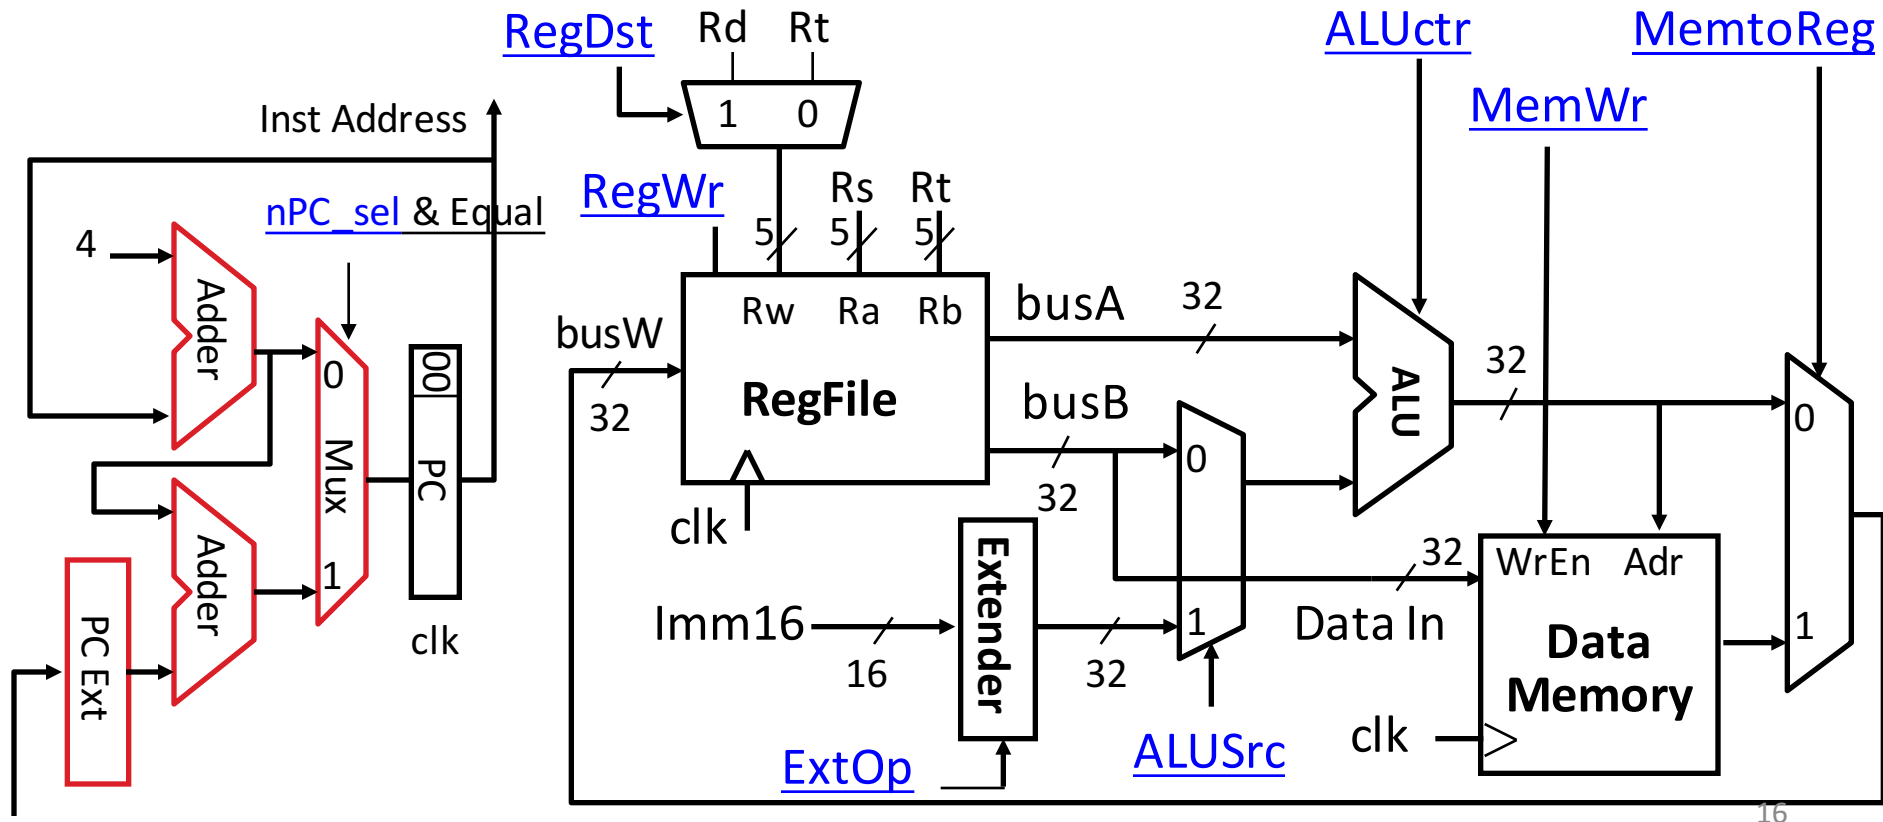 RegDst
Rd
Rt
ALUctr
MemtoReg
1
0
MemWr
Inst Address
RegWr
Rs
Rt
nPC_sel & Equal
5
5
5
4
Adder
Rw
Ra
Rb
busA
32
busW
32
RegFile
busB
32
clk
0
Mux
1
00
PC
clk
Adder
PC Ext
ALU
32
0
1
0
1
Extender
Imm16
16
32
ExtOp
ALUSrc
32
Data In
WrEn
Adr
Data
Memory
clk
16